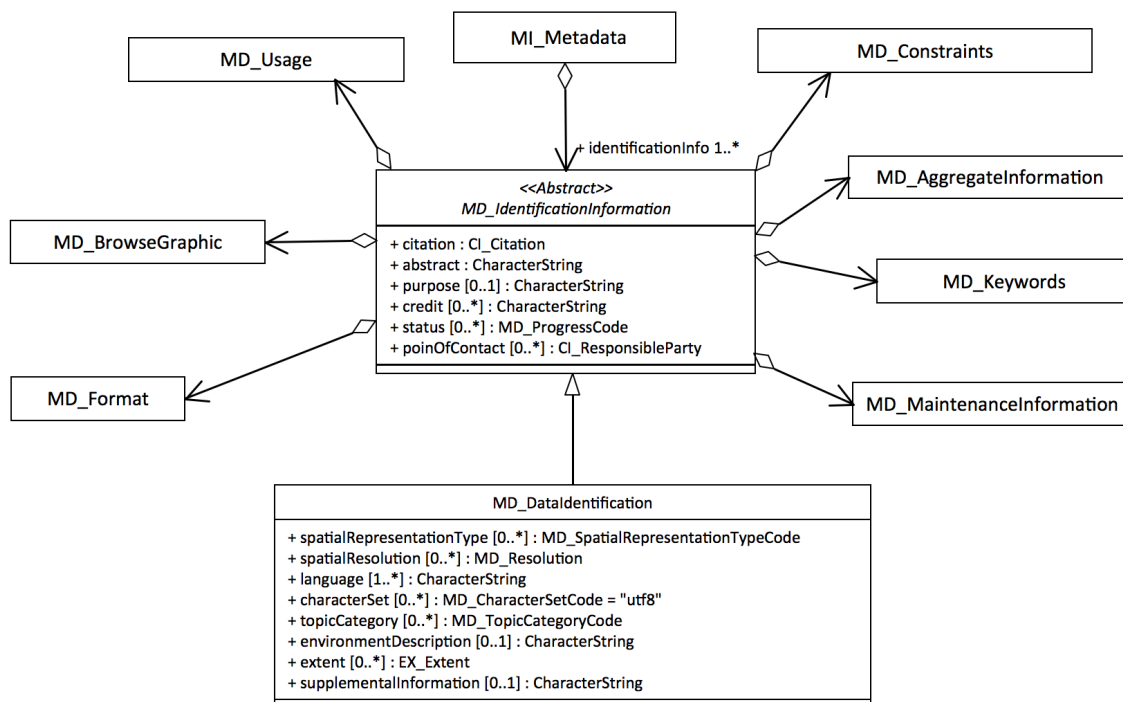 MI_Metadata
MD_Usage
MD_Constraints
+ identificationInfo 1..*
<<Abstract>>
MD_IdentificationInformation
MD_AggregateInformation
MD_BrowseGraphic
+ citation : CI_Citation
+ abstract : CharacterString
+ purpose [0..1] : CharacterString
+ credit [0..*] : CharacterString
+ status [0..*] : MD_ProgressCode
+ poinOfContact [0..*] : CI_ResponsibleParty
MD_Keywords
MD_Format
MD_MaintenanceInformation
MD_DataIdentification
+ spatialRepresentationType [0..*] : MD_SpatialRepresentationTypeCode
+ spatialResolution [0..*] : MD_Resolution
+ language [1..*] : CharacterString
+ characterSet [0..*] : MD_CharacterSetCode = "utf8"
+ topicCategory [0..*] : MD_TopicCategoryCode
+ environmentDescription [0..1] : CharacterString
+ extent [0..*] : EX_Extent
+ supplementalInformation [0..1] : CharacterString